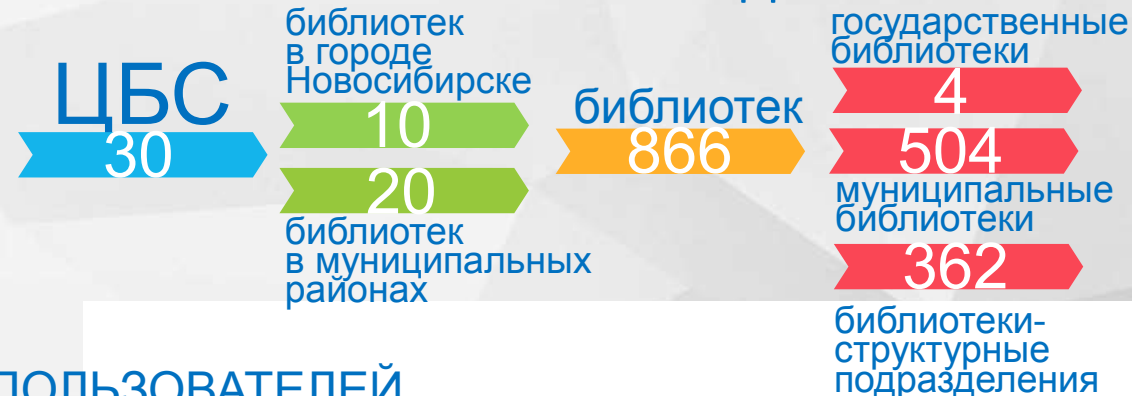 ЦБС
30
библиотек
в городе
Новосибирске
10
20
библиотек
в муниципальных
районах
библиотек
866
государственные
библиотеки
4
504
муниципальные
библиотеки
362
библиотеки-
структурные
подразделения
ПОЛЬЗОВАТЕЛЕЙ